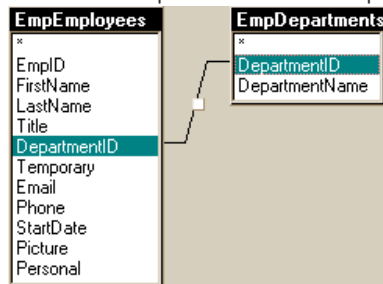 EmpEmployees
*
EmpID
FirstName
LastName
Title
DepartmentID
Temporary
Email
Phone
StartDate
Picture
Personal
EmpDepartments
*
DepartmentID
DepartmentName